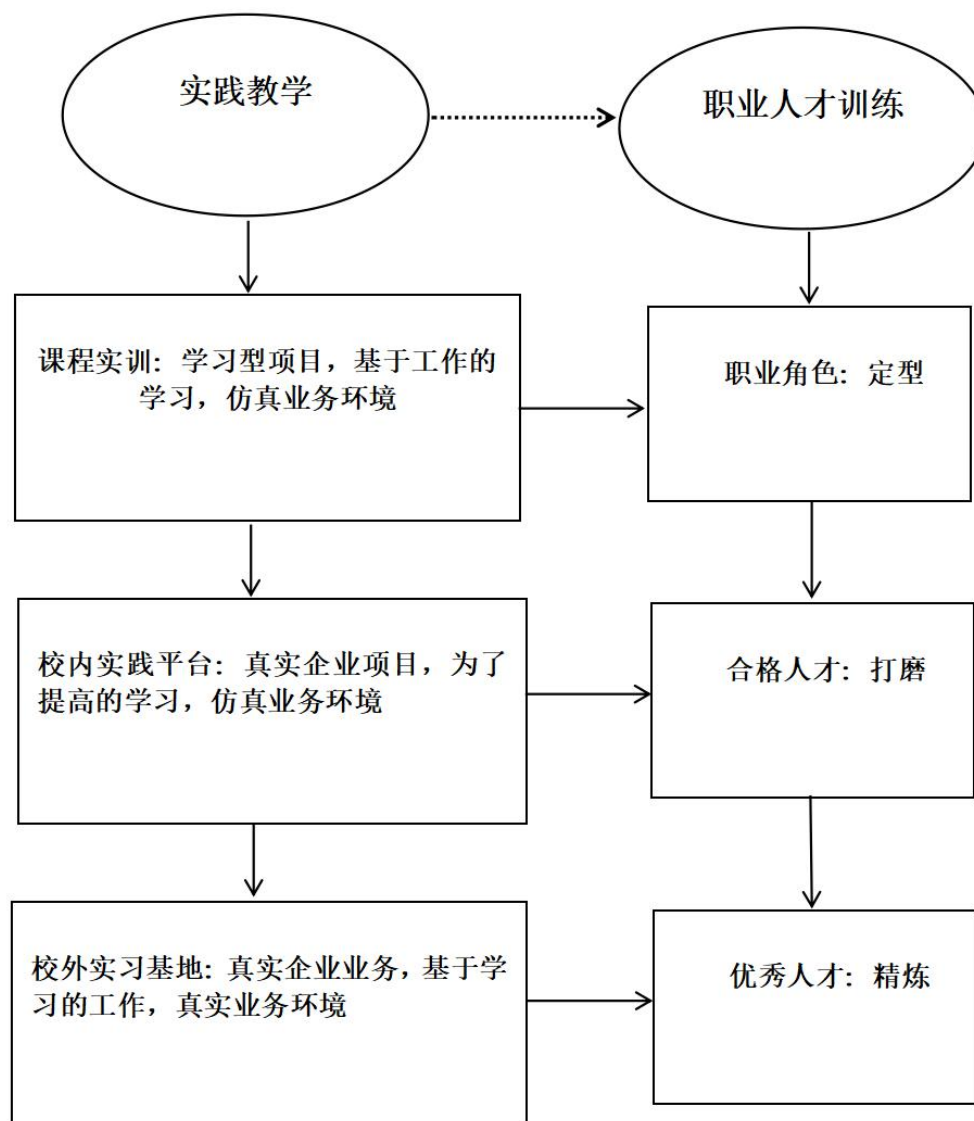 实践教学
职业人才训练
课程实训：学习型项目，基于工作的
学习，仿真业务环境
职业角色：定型
校内实践平台：真实企业项目，为了
提高的学习，仿真业务环境
合格人才：打磨
校外实习基地：真实企业业务，基于学
习的工作，真实业务环境
优秀人才：精炼